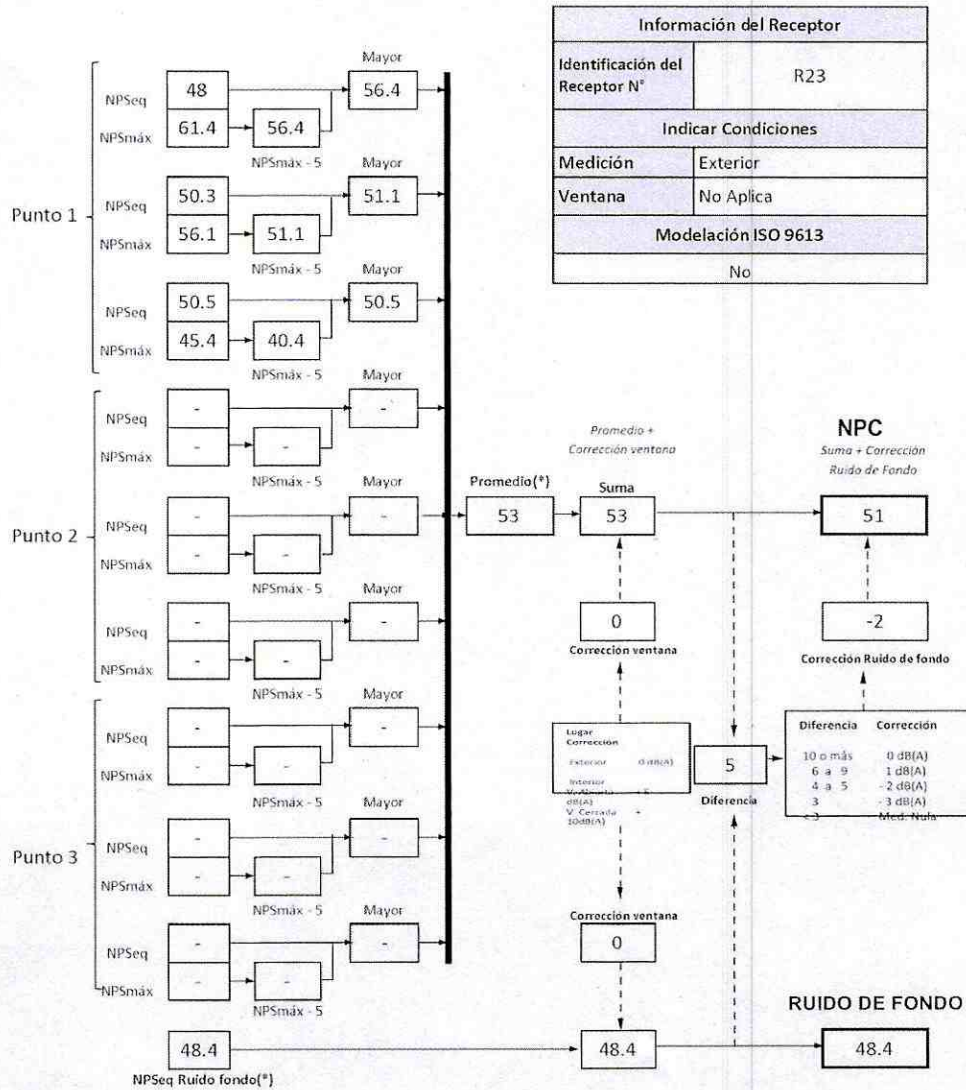 Información del Receptor
Identificación del Receptor N° R23
Indicar Condiciones
Medición Exterior
Ventana No Aplica
Modelación ISO 9613
No
Punto 1
Mayor
NPSeq 48 56.4
NPSmáx 61.4 56.4
NPSmáx - 5
Mayor
NPSeq 50.3 51.1
NPSmáx 56.1 51.1
NPSmáx - 5
Mayor
NPSeq 50.5 50.5
NPSmáx 45.4 40.4
NPSmáx - 5
Punto 2
Mayor
NPSeq - -
NPSmáx - -
NPSmáx - 5
Mayor
NPSeq - -
NPSmáx - -
NPSmáx - 5
Mayor
NPSeq - -
NPSmáx - -
NPSmáx - 5
Punto 3
Mayor
NPSeq - -
NPSmáx - -
NPSmáx - 5
Mayor
NPSeq - -
NPSmáx - -
NPSmáx - 5
Mayor
NPSeq - -
NPSmáx - -
NPSmáx - 5
Promedio(*)
53
Promedio +
Corrección ventana
Suma
53
NPC
Suma + Corrección
Ruido de Fondo
51
0
Corrección ventana
-2
Corrección Ruido de fondo
Lugar
Corrección
Exterior 0 dB(A)
Interior
dB(A)
V. Cerrada +
10dB(A)
5
Diferencia
Diferencia Corrección
10 o más 0 dB(A)
6 a 9 1 dB(A)
4 a 5 - 2 dB(A)
3 - 3 dB(A)
< 3 Med. Nula
Corrección ventana
0
48.4
NPSeq Ruido fondo(*)
48.4
RUIDO DE FONDO
48.4